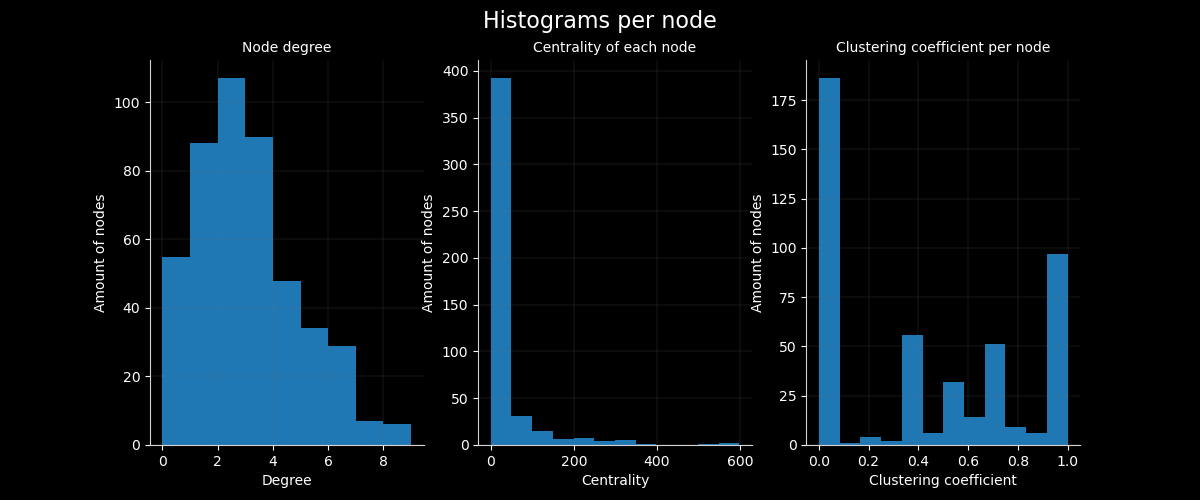 Histograms per node
Node degree
Amount of nodes
100
80
60
40
20
0
0 2 4 6 8
Degree
Centrality of each node
Amount of nodes
400
350
300
250
200
150
100
50
0
0 200 400 600
Centrality
Clustering coefficient per node
Amount of nodes
175
150
125
100
75
50
25
0
0.0 0.2 0.4 0.6 0.8 1.0
Clustering coefficient